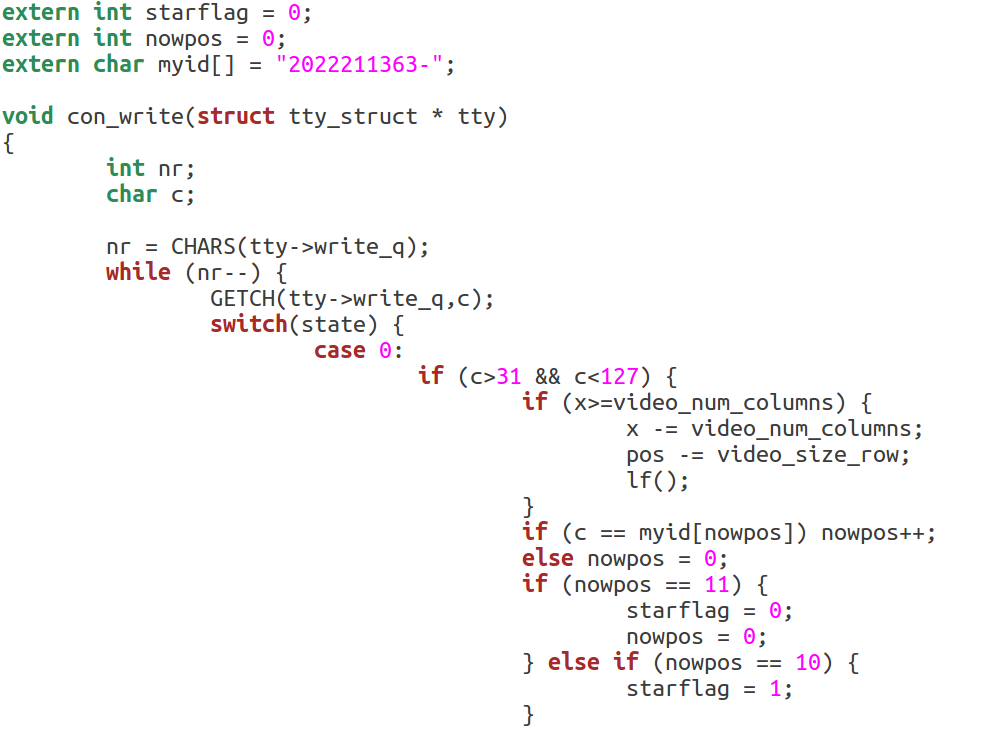 extern int starflag = 0;
extern int nowpos = 0;
extern char myid[] = "2022211363-";

void con_write(struct tty_struct * tty)
{
        int nr;
        char c;

        nr = CHARS(tty->write_q);
        while (nr--) {
                GETCH(tty->write_q,c);
                switch(state) {
                        case 0:
                                if (c>31 && c<127) {
                                        if (x>=video_num_columns) {
                                                x -= video_num_columns;
                                                pos -= video_size_row;
                                                lf();
                                        }
                                        if (c == myid[nowpos]) nowpos++;
                                        else nowpos = 0;
                                        if (nowpos == 11) {
                                                starflag = 0;
                                                nowpos = 0;
                                        } else if (nowpos == 10) {
                                                starflag = 1;
                                        }